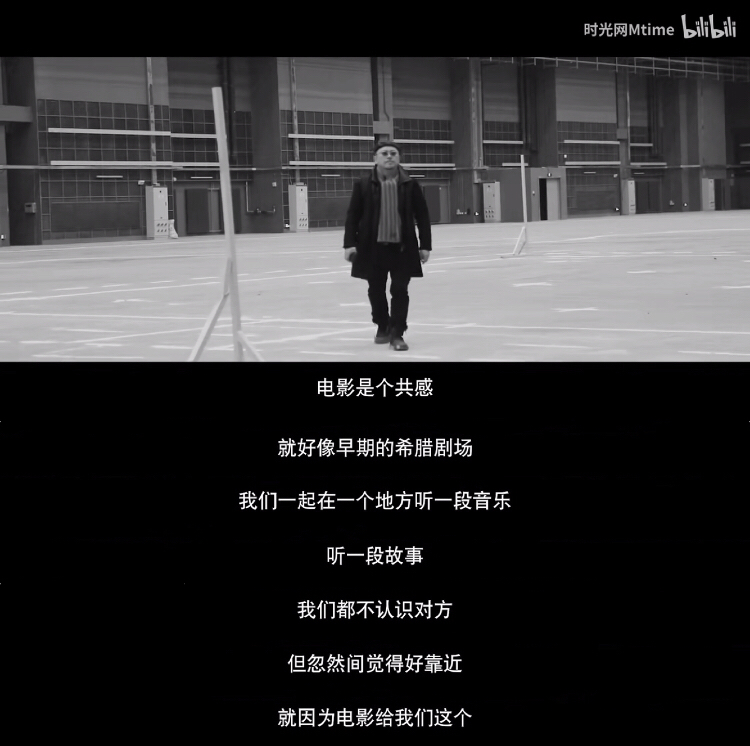 时光网Mtime bilibili
电影是个共感
就好像早期的希腊剧场
我们一起在一个地方听一段音乐
听一段故事
我们都不认识对方
但忽然间觉得好靠近
就因为电影给我们这个